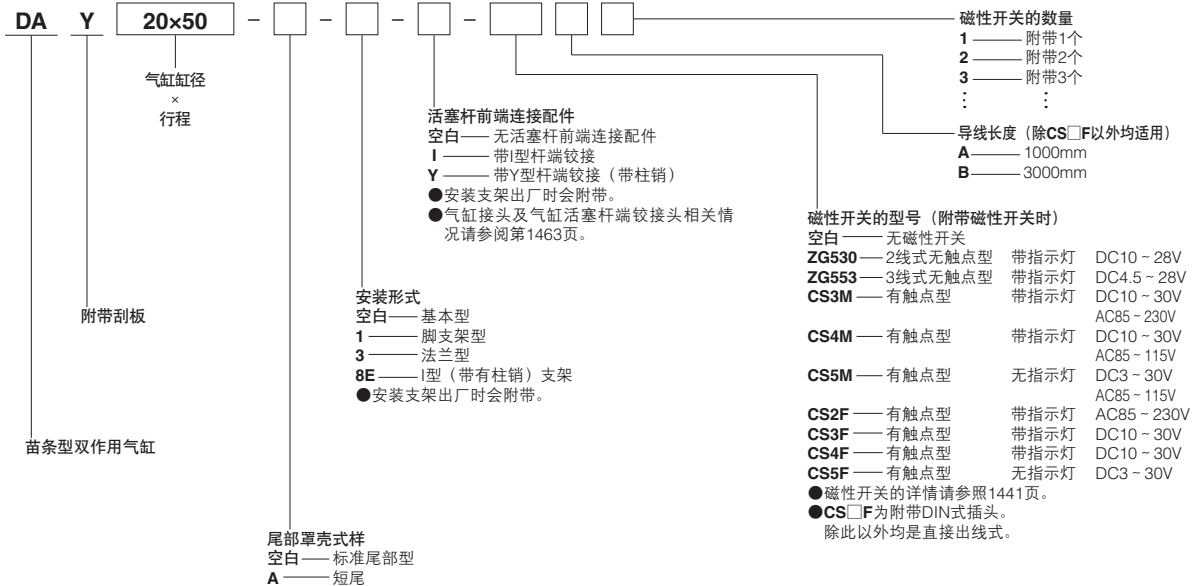 DA Y 20×50 – □ – □ – □ – □ □ □
气缸缸径
×
行程
附带刮板
苗条型双作用气缸
尾部罩壳式样
空白 —— 标准尾部型
A —— 短尾
安装形式
空白 —— 基本型
1 —— 脚支架型
3 —— 法兰型
8E —— I型（带有柱销）支架
●安装支架出厂时会附带。
活塞杆前端连接配件
空白 —— 无活塞杆前端连接配件
I —— 带I型杆端铰接
Y —— 带Y型杆端铰接（带柱销）
●安装支架出厂时会附带。
●气缸接头及气缸活塞杆端铰接头相关情
况请参阅第1463页。
磁性开关的型号（附带磁性开关时）
空白 —— 无磁性开关
ZG530 —— 2线式无触点型 带指示灯 DC10~28V
ZG553 —— 3线式无触点型 带指示灯 DC4.5~28V
CS3M —— 有触点型 带指示灯 DC10~30V
AC85~230V
CS4M —— 有触点型 带指示灯 DC10~30V
AC85~115V
CS5M —— 有触点型 无指示灯 DC3~30V
AC85~115V
CS2F —— 有触点型 带指示灯 AC85~230V
CS3F —— 有触点型 带指示灯 DC10~30V
CS4F —— 有触点型 带指示灯 DC10~30V
CS5F —— 有触点型 无指示灯 DC3~30V
●磁性开关的详情请参照1441页。
●CS□F为附带DIN式插头。
除此以外均是直接出线式。
导线长度（除CS□F以外均适用）
A —— 1000mm
B —— 3000mm
磁性开关的数量
1 —— 附带1个
2 —— 附带2个
3 —— 附带3个
⋮ ⋮